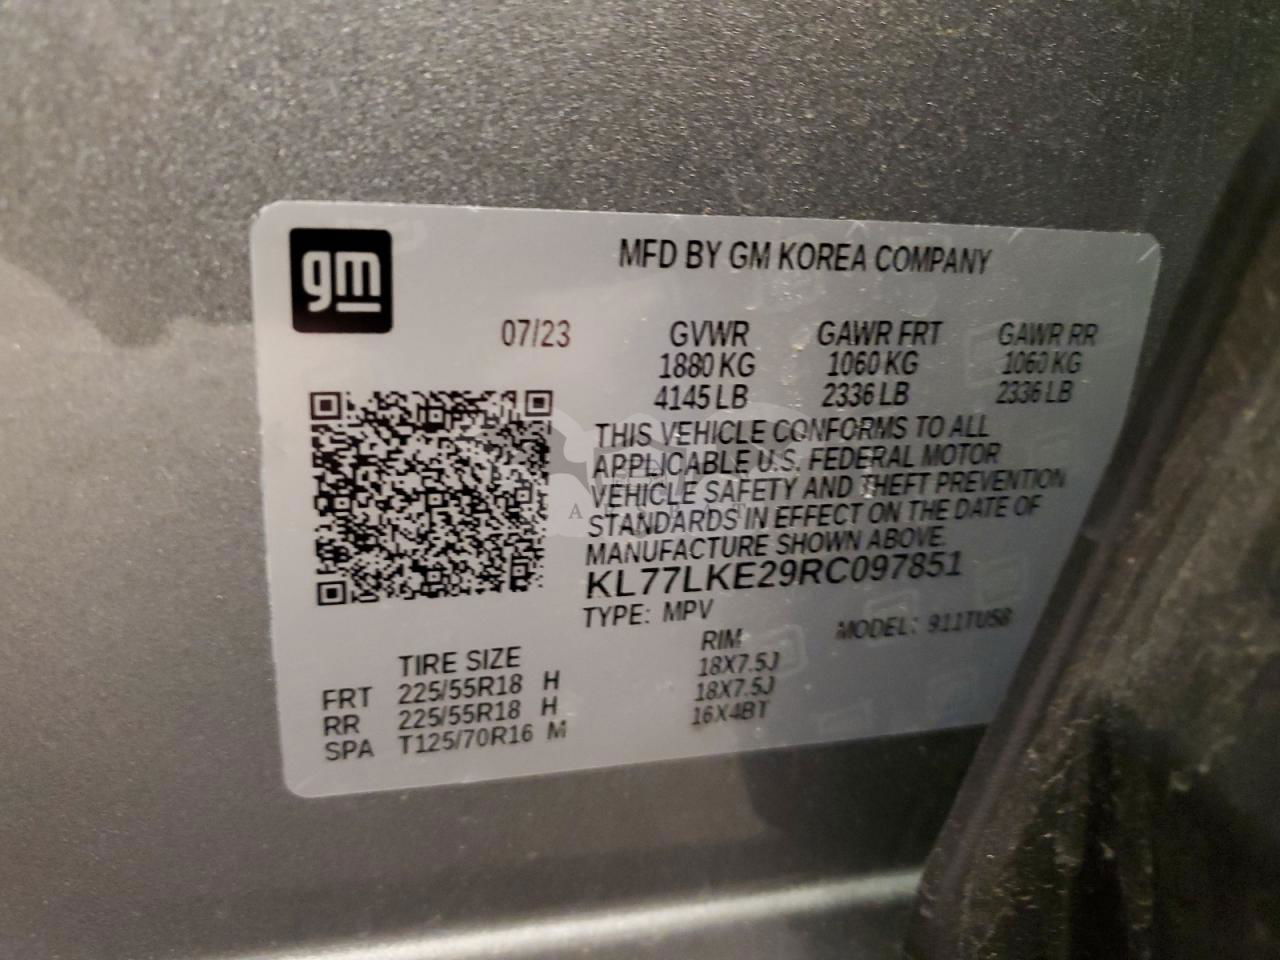 gm
MFD BY GM KOREA COMPANY
07/23 GVWR GAWR FRT GAWR RR
1880 KG 1060 KG 1060 KG
4145 LB 2336 LB 2336 LB
THIS VEHICLE CONFORMS TO ALL
APPLICABLE U.S. FEDERAL MOTOR
VEHICLE SAFETY AND THEFT PREVENTION
STANDARDS IN EFFECT ON THE DATE OF
MANUFACTURE SHOWN ABOVE.
KL77LKE29RC097851
TYPE: MPV MODEL: 911TU58
TIRE SIZE RIM
FRT 225/55R18 H 18X7.5J
RR 225/55R18 H 18X7.5J
SPA T125/70R16 M 16X4BT